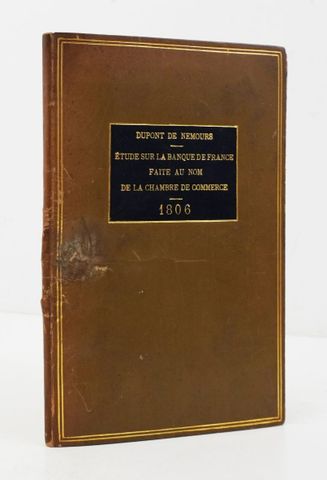 DUPONT DE NEMOURS
ÉTUDE SUR LA BANQUE DE FRANCE
FAITE AU NOM
DE LA CHAMBRE DE COMMERCE
1806